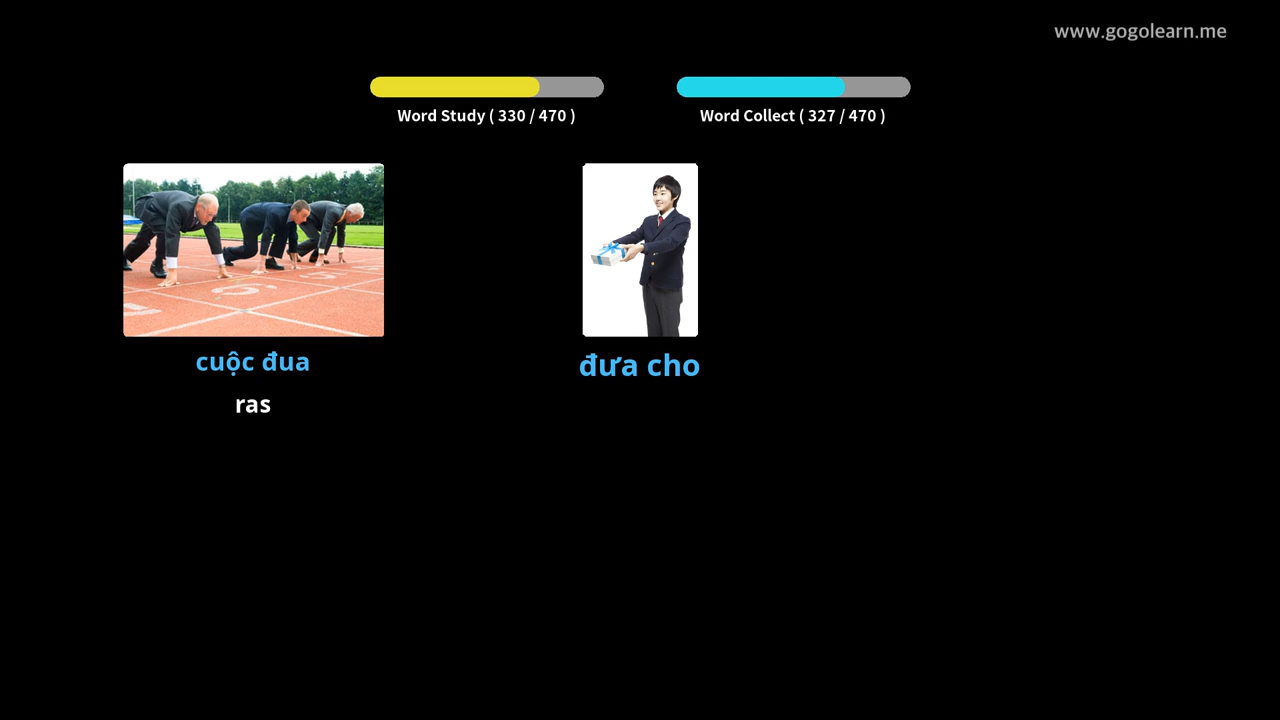 www.gogolearn.me
Word Study ( 330 / 470 )
Word Collect ( 327 / 470 )
cuộc đua
ras
đưa cho